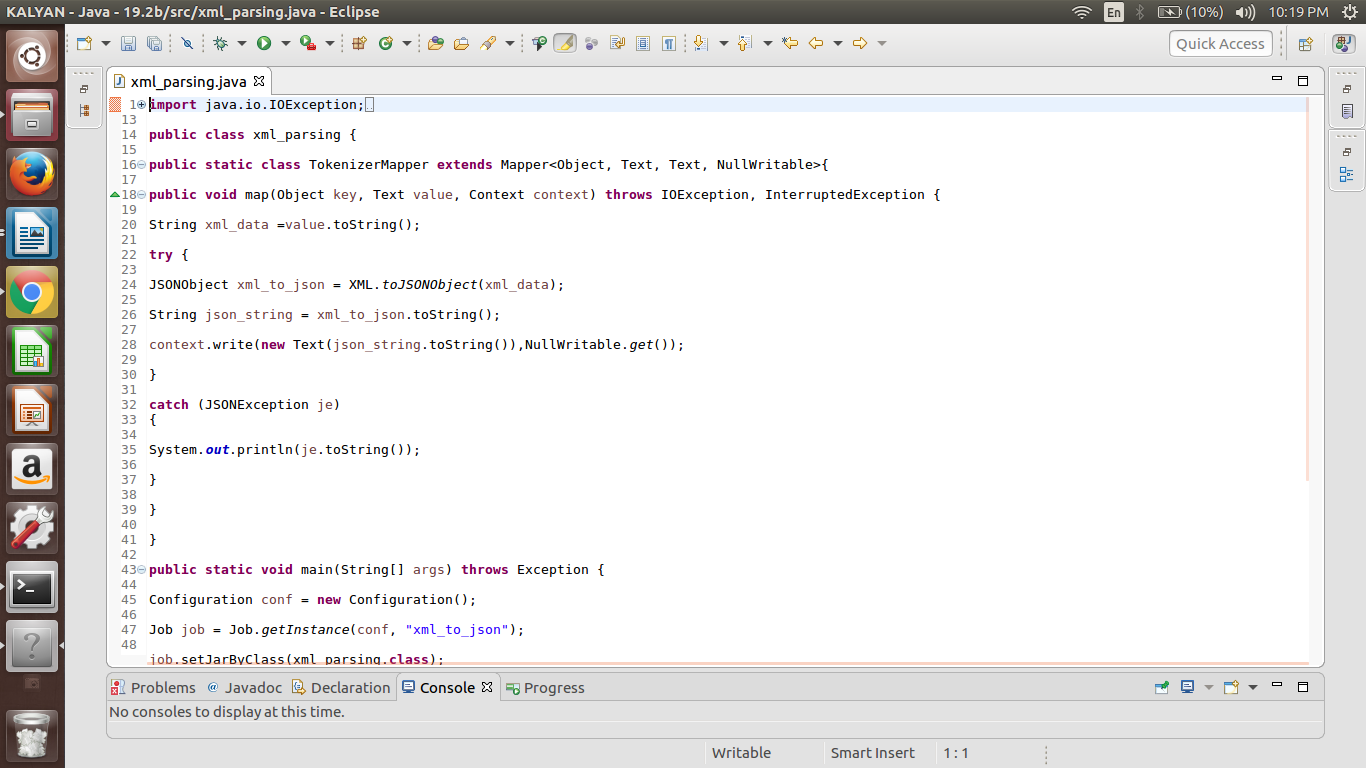 KALYAN - Java - 19.2b/src/xml_parsing.java - Eclipse
En
(10%)
10:19 PM
Quick Access
xml_parsing.java
1 import java.io.IOException;
13
14 public class xml_parsing {
15
16 public static class TokenizerMapper extends Mapper<Object, Text, Text, NullWritable>{
17
18 public void map(Object key, Text value, Context context) throws IOException, InterruptedException {
19
20 String xml_data =value.toString();
21
22 try {
23
24 JSONObject xml_to_json = XML.toJSONObject(xml_data);
25
26 String json_string = xml_to_json.toString();
27
28 context.write(new Text(json_string.toString()),NullWritable.get());
29
30 }
31
32 catch (JSONException je)
33 {
34
35 System.out.println(je.toString());
36
37 }
38
39 }
40
41 }
42
43 public static void main(String[] args) throws Exception {
44
45 Configuration conf = new Configuration();
46
47 Job job = Job.getInstance(conf, "xml_to_json");
48
job.setJarByClass(xml_parsing.class);
Problems
@ Javadoc
Declaration
Console
Progress
No consoles to display at this time.
Writable
Smart Insert
1 : 1